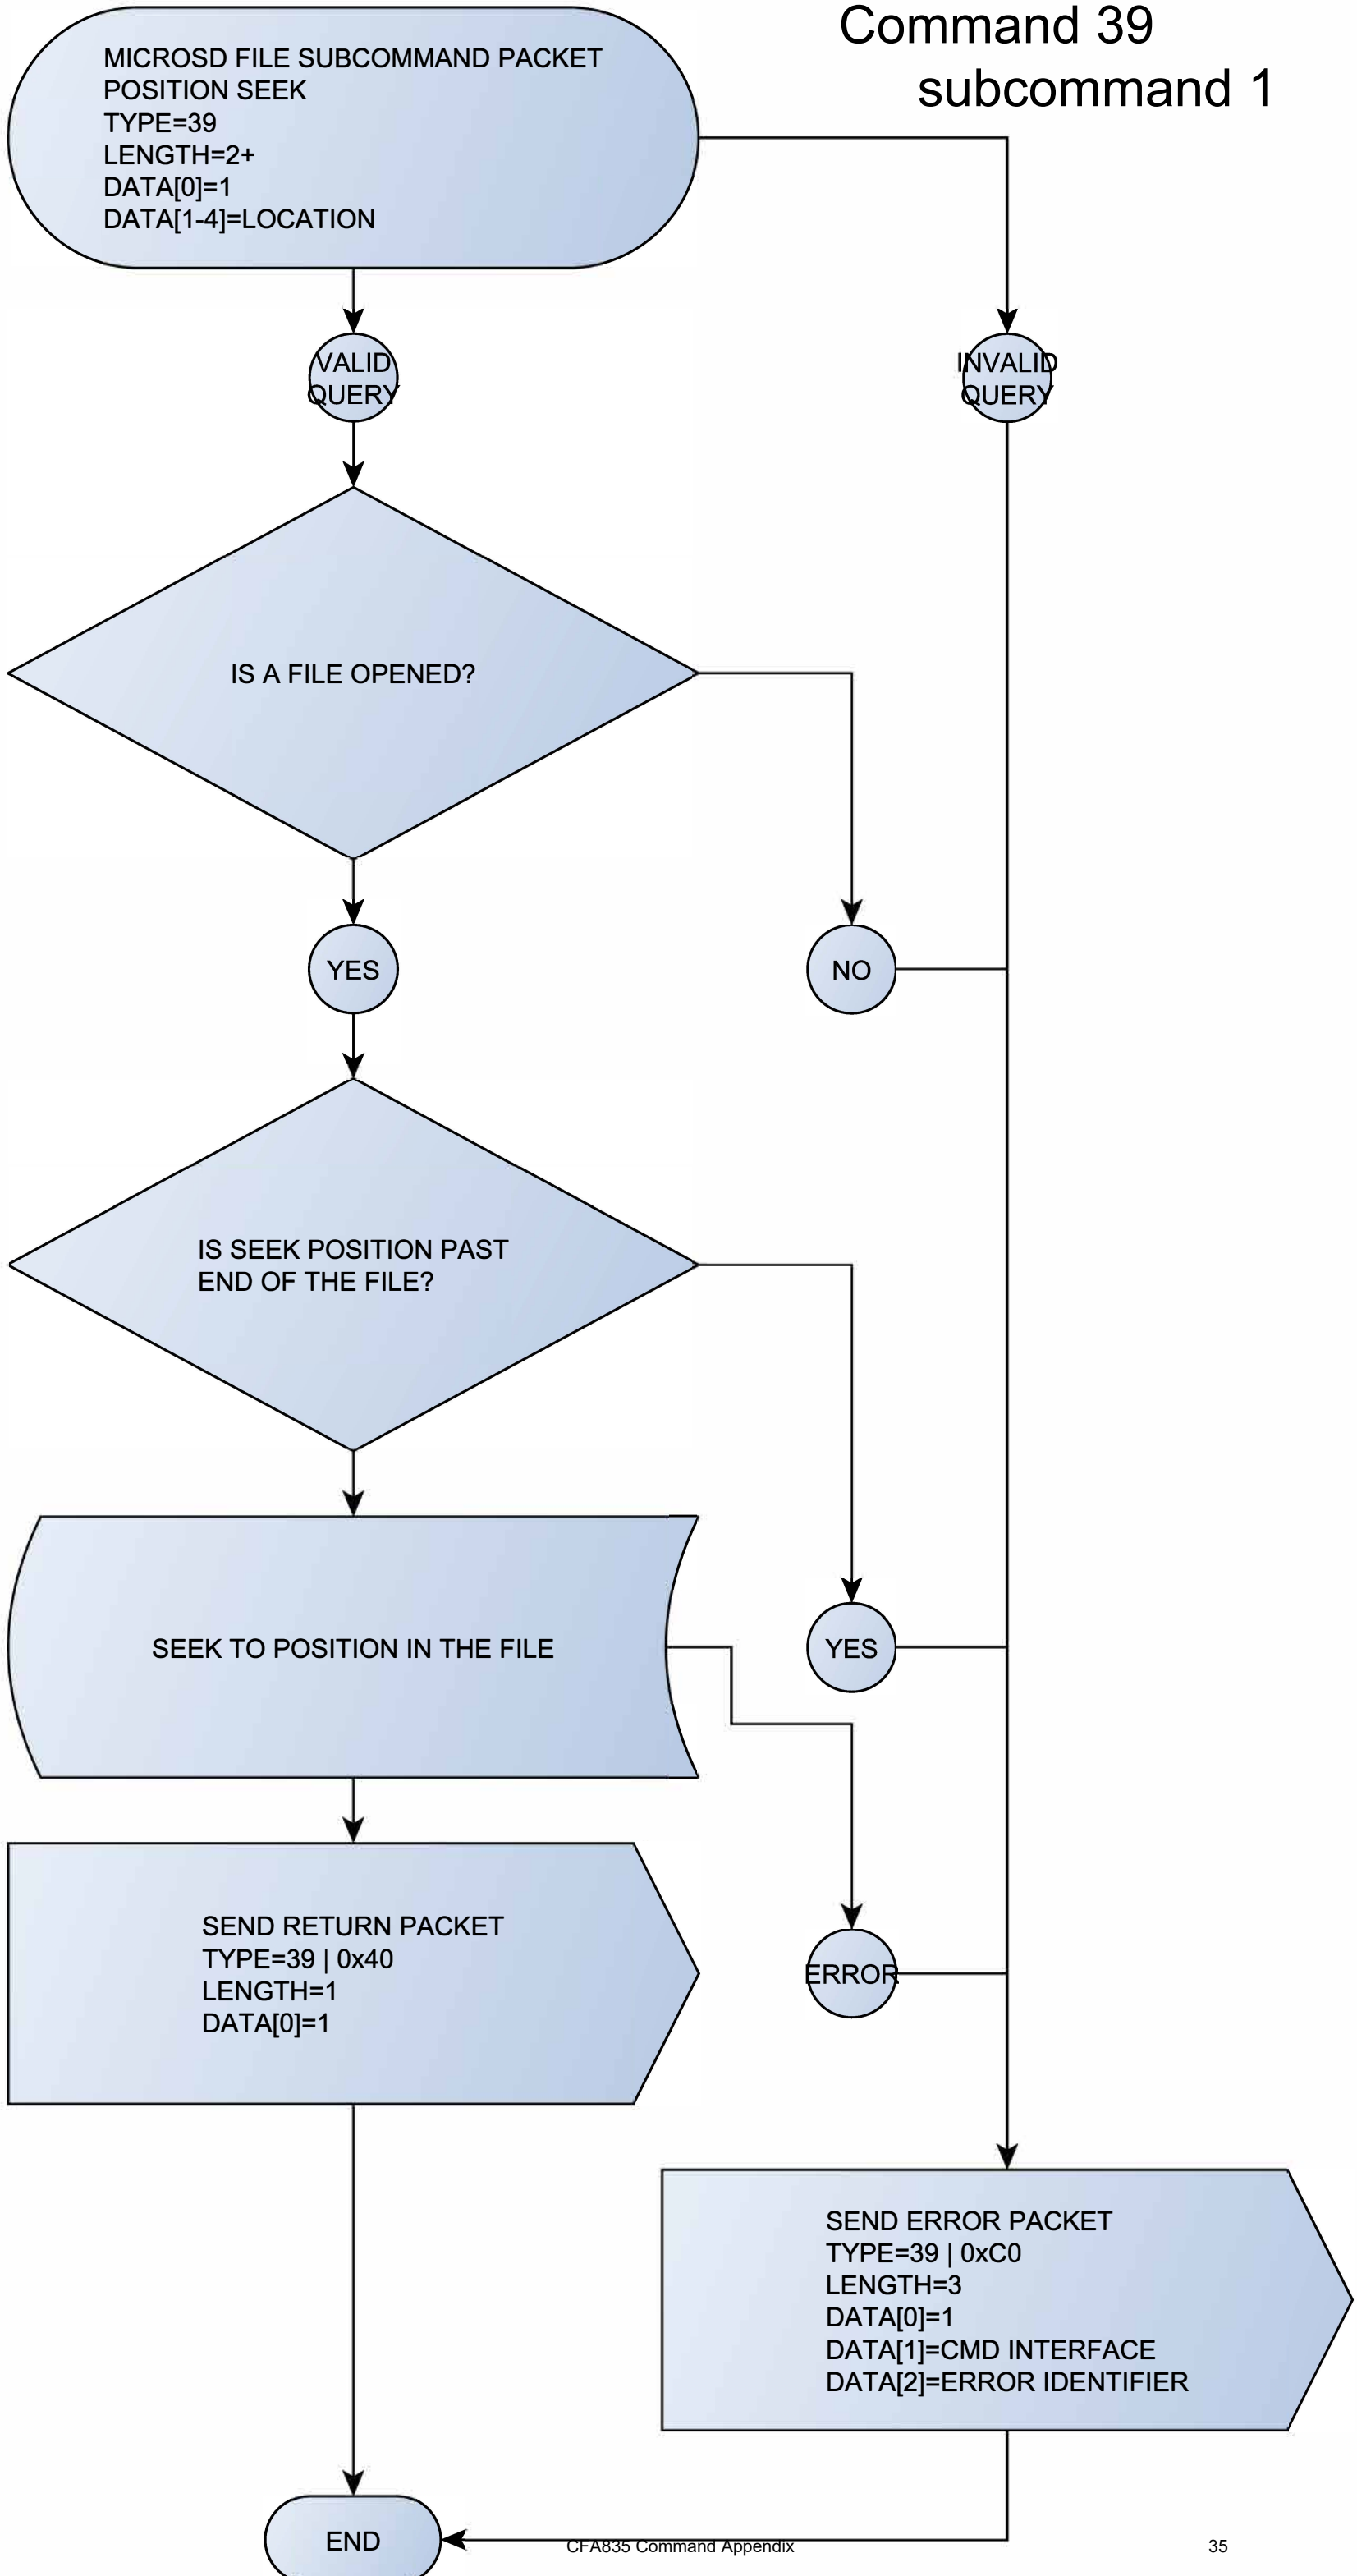 Command 39
subcommand 1
MICROSD FILE SUBCOMMAND PACKET
POSITION SEEK
TYPE=39
LENGTH=2+
DATA[0]=1
DATA[1-4]=LOCATION
VALID
QUERY
INVALID
QUERY
IS A FILE OPENED?
YES
NO
IS SEEK POSITION PAST
END OF THE FILE?
SEEK TO POSITION IN THE FILE
YES
SEND RETURN PACKET
TYPE=39 | 0x40
LENGTH=1
DATA[0]=1
ERROR
SEND ERROR PACKET
TYPE=39 | 0xC0
LENGTH=3
DATA[0]=1
DATA[1]=CMD INTERFACE
DATA[2]=ERROR IDENTIFIER
END
CFA835 Command Appendix
35